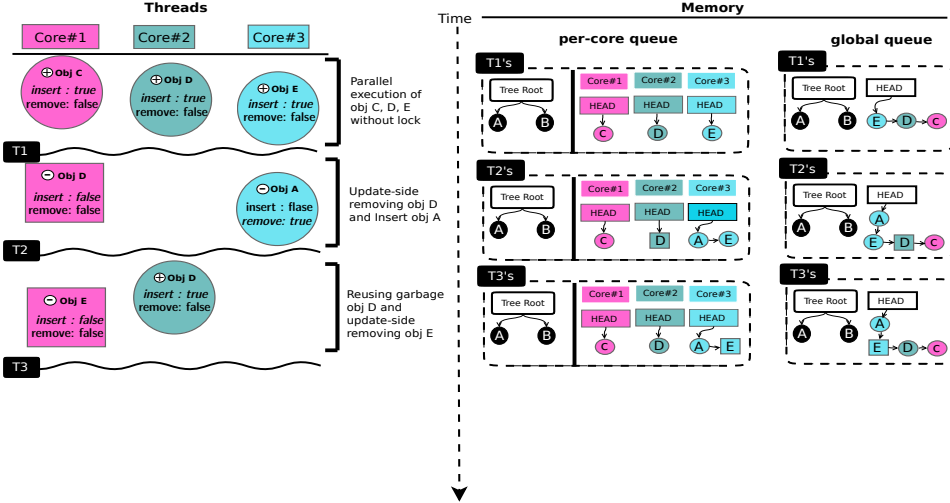 Threads
Core#1
Core#2
Core#3
⊕ Obj C
insert : true
remove: false
⊕ Obj D
insert : true
remove: false
⊕ Obj E
insert : true
remove: false
Parallel
execution of
obj C, D, E
without lock
T1
⊖ Obj D
insert : false
remove: false
⊖ Obj A
insert : flase
remove: true
Update-side
removing obj D
and Insert obj A
T2
⊕ Obj D
insert : true
remove: false
⊖ Obj E
insert : false
remove: false
Reusing garbage
obj D and
update-side
removing obj E
T3
Time
Memory
per-core queue
global queue
T1's
Tree Root
A
B
Core#1
Core#2
Core#3
HEAD
HEAD
HEAD
c
D
E
T1's
Tree Root
A
B
HEAD
E
D
c
T2's
Tree Root
A
B
Core#1
Core#2
Core#3
HEAD
HEAD
HEAD
c
D
A
E
T2's
Tree Root
A
B
HEAD
A
E
D
c
T3's
Tree Root
A
B
Core#1
Core#2
Core#3
HEAD
HEAD
HEAD
c
D
A
E
T3's
Tree Root
A
B
HEAD
A
E
D
c